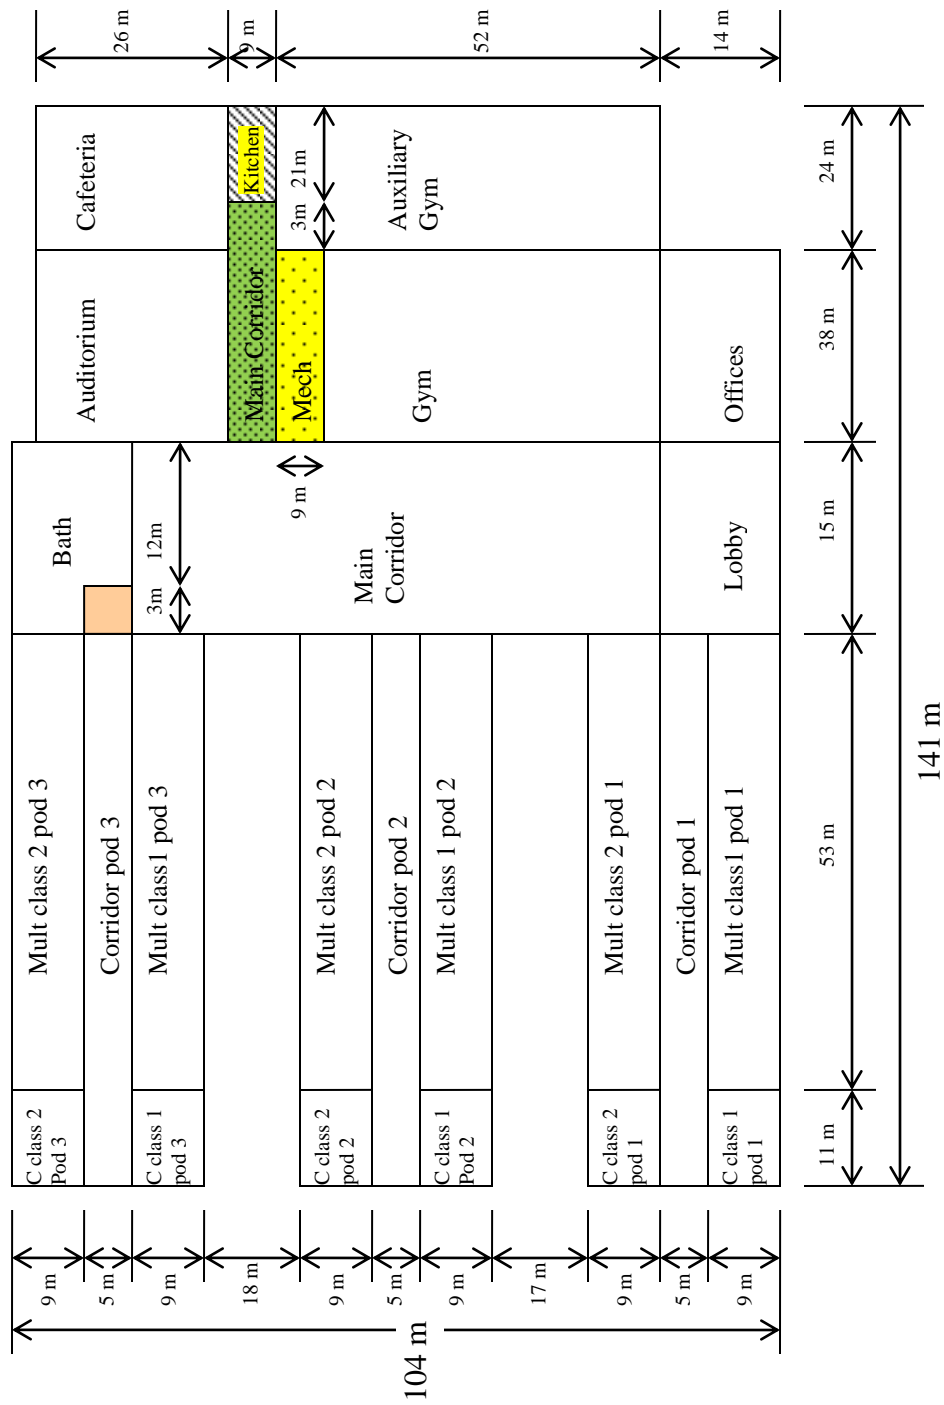 26 m
9 m
52 m
14 m
Cafeteria
Kitchen
3m
21m
Auxiliary
Gym
24 m
Auditorium
Main Corridor
Mech
Gym
Offices
38 m
Bath
3m
12m
9 m
Main
Corridor
Lobby
15 m
Mult class 2 pod 3
Corridor pod 3
Mult class1 pod 3
Mult class 2 pod 2
Corridor pod 2
Mult class 1 pod 2
Mult class 2 pod 1
Corridor pod 1
Mult class1 pod 1
53 m
141 m
C class 2
Pod 3
C class 1
pod 3
C class 2
pod 2
C class 1
Pod 2
C class 2
pod 1
C class 1
pod 1
11 m
9 m
5 m
9 m
18 m
9 m
5 m
9 m
17 m
9 m
5 m
9 m
104 m